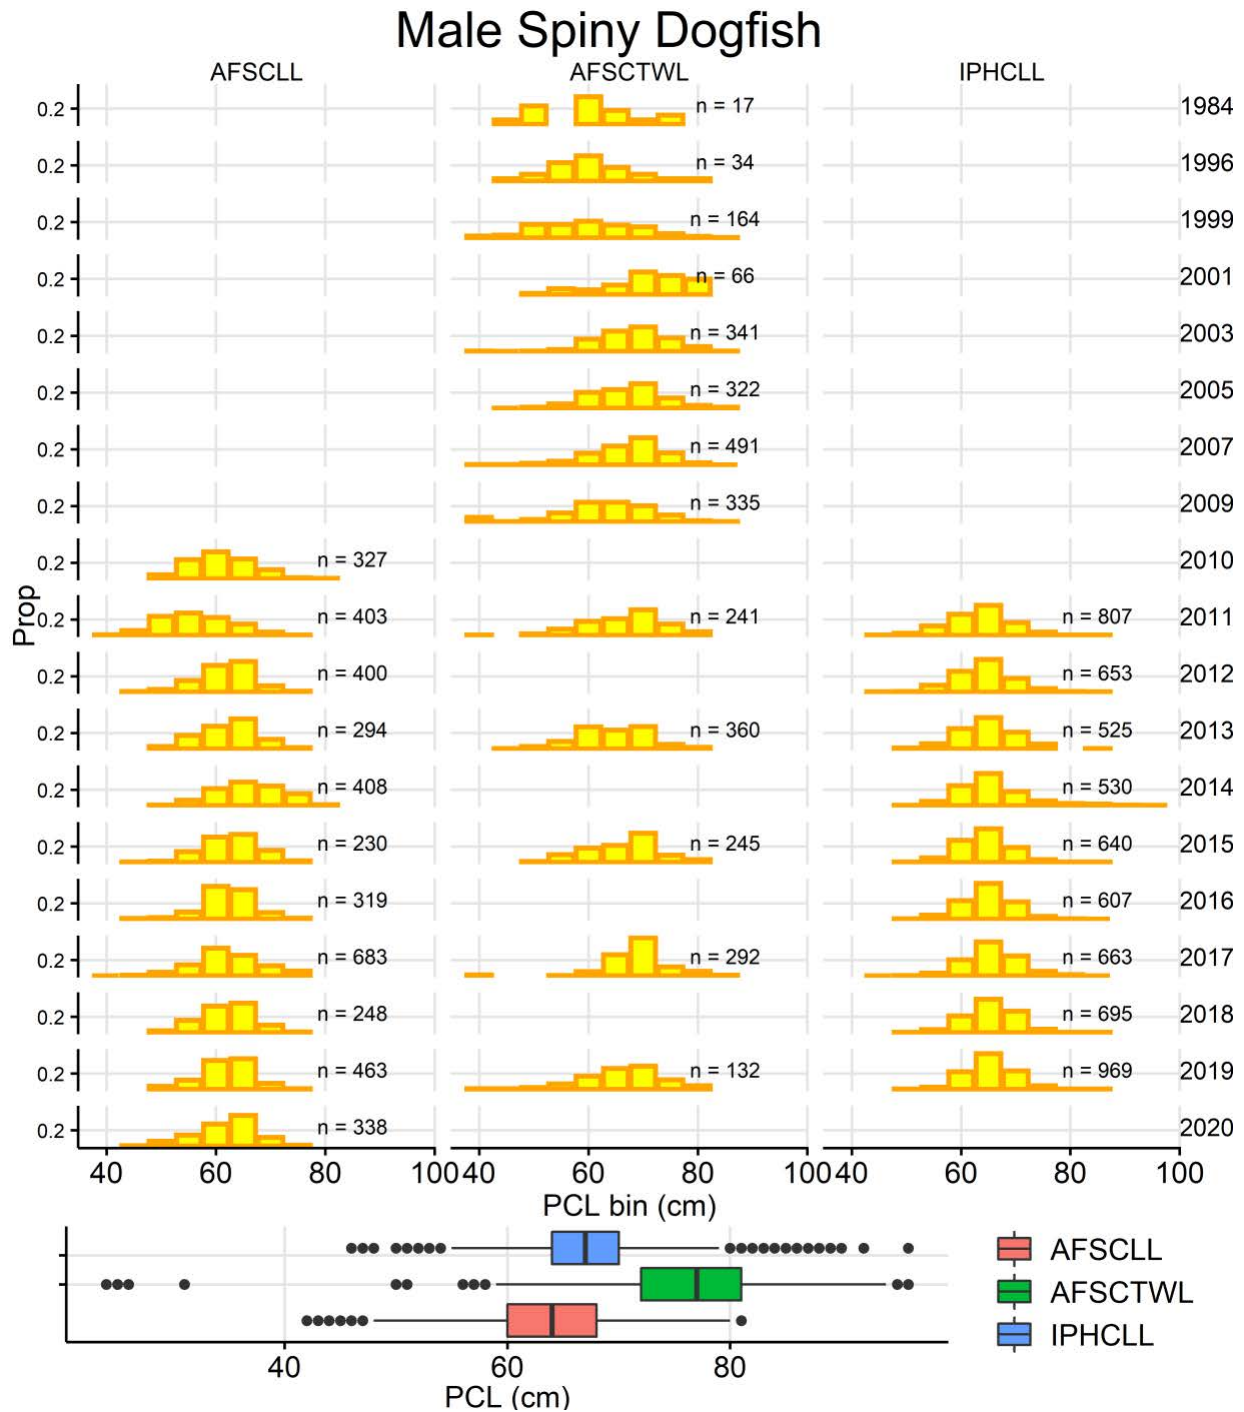 Male Spiny Dogfish
AFSCLL AFSCTWL IPHCLL
0.2 n = 17 1984
0.2 n = 34 1996
0.2 n = 164 1999
0.2 n = 66 2001
0.2 n = 341 2003
0.2 n = 322 2005
0.2 n = 491 2007
0.2 n = 335 2009
0.2 n = 327 2010
Prop
0.2 n = 403 n = 241 n = 807 2011
0.2 n = 400 n = 653 2012
0.2 n = 294 n = 360 n = 525 2013
0.2 n = 408 n = 530 2014
0.2 n = 230 n = 245 n = 640 2015
0.2 n = 319 n = 607 2016
0.2 n = 683 n = 292 n = 663 2017
0.2 n = 248 n = 695 2018
0.2 n = 463 n = 132 n = 969 2019
0.2 n = 338 2020
40 60 80 100 40 60 80 100 40 60 80 100
PCL bin (cm)
AFSCLL
AFSCTWL
IPHCLL
40 60 80
PCL (cm)